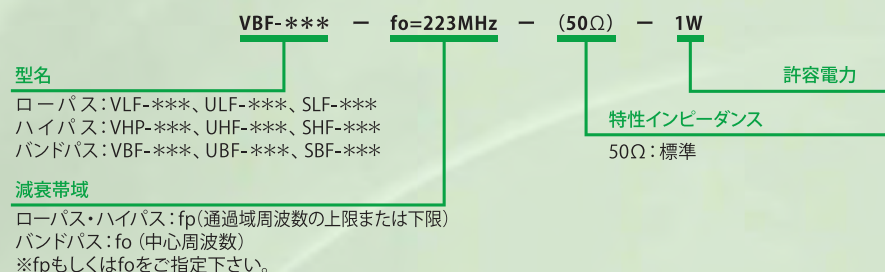 VBF-*** － fo=223MHz － (50Ω) － 1W
型名
ローパス：VLF-***、ULF-***、SLF-***
ハイパス：VHP-***、UHF-***、SHF-***
バンドパス：VBF-***、UBF-***、SBF-***
許容電力
特性インピーダンス
50Ω：標準
減衰帯域
ローパス・ハイパス：fp(通過域周波数の上限または下限)
バンドパス：fo (中心周波数)
※fpもしくはfoをご指定下さい。